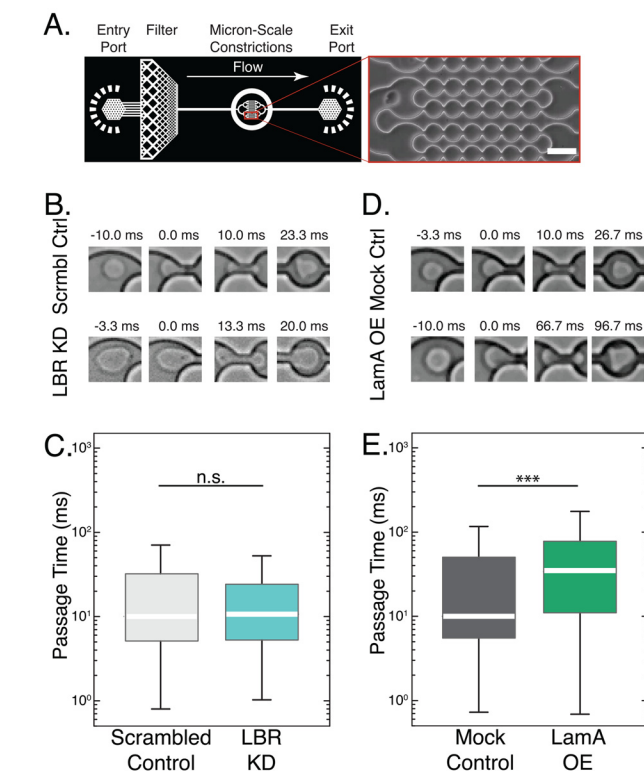 A.
Entry Port
Filter
Micron-Scale Constrictions
Exit Port
Flow
B.
Scrmbl Ctrl
-10.0 ms 0.0 ms 10.0 ms 23.3 ms
LBR KD
-3.3 ms 0.0 ms 13.3 ms 20.0 ms
D.
Mock Ctrl
-3.3 ms 0.0 ms 10.0 ms 26.7 ms
LamA OE
-10.0 ms 0.0 ms 66.7 ms 96.7 ms
C.
Passage Time (ms)
10³
10²
10¹
10⁰
n.s.
Scrambled Control
LBR KD
E.
Passage Time (ms)
10³
10²
10¹
10⁰
***
Mock Control
LamA OE